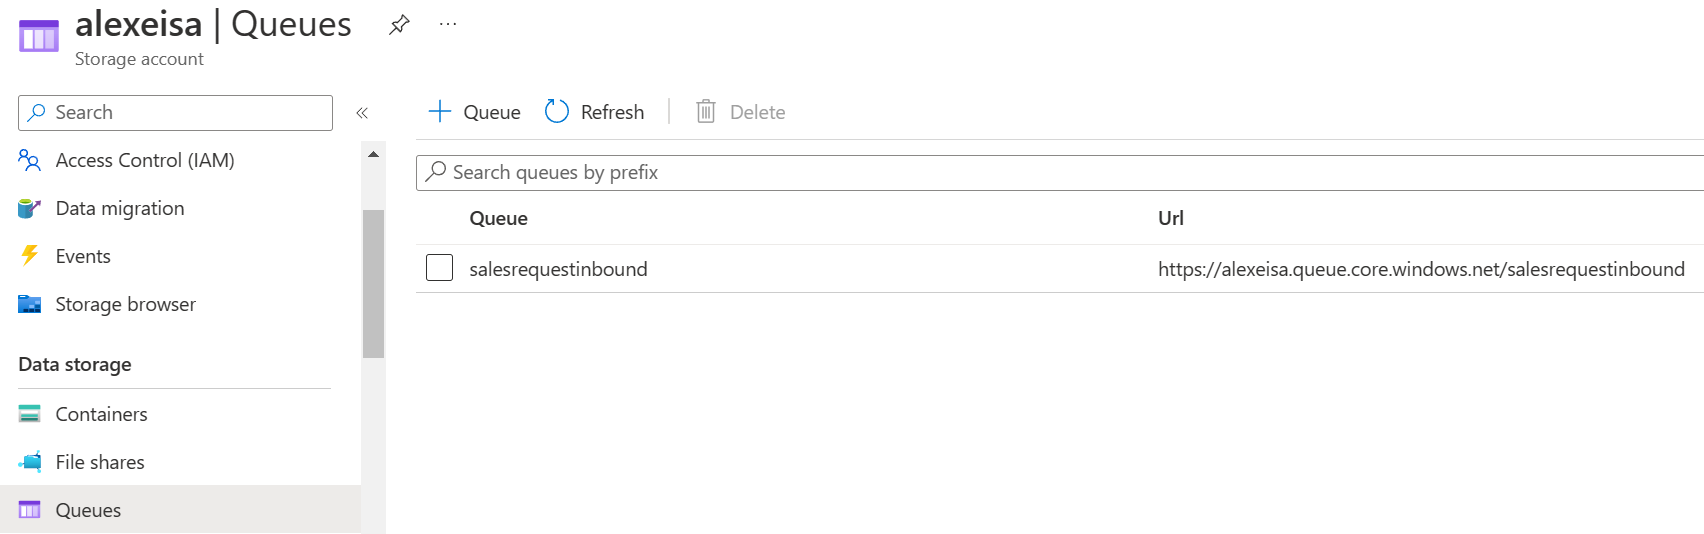 alexeisa | Queues
Storage account
Search
Access Control (IAM)
Data migration
Events
Storage browser
Data storage
Containers
File shares
Queues
Queue Refresh Delete
Search queues by prefix
Queue Url
salesrequestinbound https://alexeisa.queue.core.windows.net/salesrequestinbound